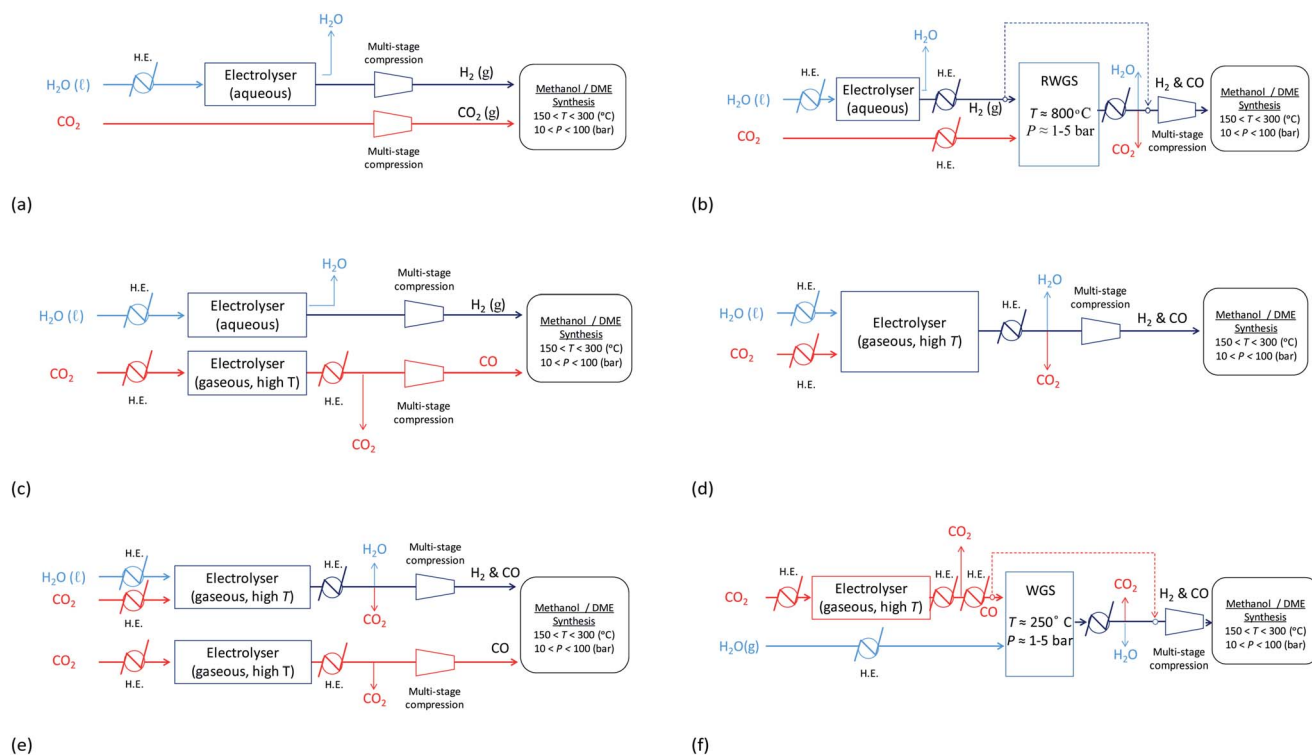 H₂O
H.E.
Multi-stage
compression
H₂O (ℓ)
Electrolyser
(aqueous)
H₂ (g)
CO₂
CO₂ (g)
Multi-stage
compression
Methanol / DME
Synthesis
150 < T < 300 (°C)
10 < P < 100 (bar)
(a)
H.E.
H₂O
H.E.
H₂O (ℓ)
Electrolyser
(aqueous)
H₂ (g)
CO₂
H.E.
RWGS
T ≈ 800°C
P ≈ 1-5 bar
H₂O
H₂ & CO
CO₂
Multi-stage
compression
Methanol / DME
Synthesis
150 < T < 300 (°C)
10 < P < 100 (bar)
(b)
H₂O
H.E.
Multi-stage
compression
H₂O (ℓ)
Electrolyser
(aqueous)
H₂ (g)
CO₂
H.E.
Electrolyser
(gaseous, high T)
H.E.
CO
Multi-stage
compression
CO₂
Methanol / DME
Synthesis
150 < T < 300 (°C)
10 < P < 100 (bar)
(c)
H.E.
H₂O (ℓ)
CO₂
H.E.
Electrolyser
(gaseous, high T)
H.E.
H₂O
CO₂
Multi-stage
compression
H₂ & CO
Methanol / DME
Synthesis
150 < T < 300 (°C)
10 < P < 100 (bar)
(d)
H.E.
H₂O (ℓ)
CO₂
H.E.
Electrolyser
(gaseous, high T)
H.E.
H₂O
CO₂
Multi-stage
compression
H₂ & CO
CO₂
H.E.
Electrolyser
(gaseous, high T)
H.E.
CO₂
CO
Multi-stage
compression
Methanol / DME
Synthesis
150 < T < 300 (°C)
10 < P < 100 (bar)
(e)
CO₂
H.E.
CO₂
Electrolyser
(gaseous, high T)
H.E.
H.E.
CO
H₂O(g)
H.E.
WGS
T ≈ 250° C
P ≈ 1-5 bar
CO₂
H₂ & CO
H₂O
Multi-stage
compression
Methanol / DME
Synthesis
150 < T < 300 (°C)
10 < P < 100 (bar)
(f)